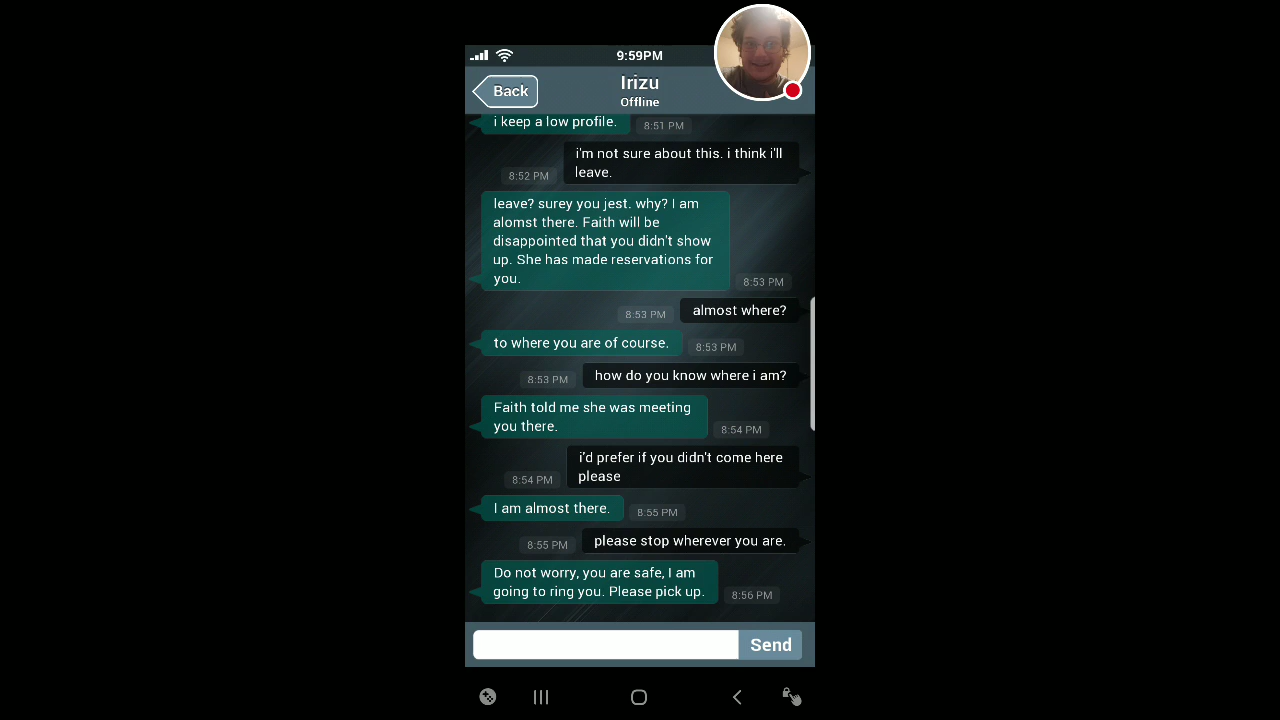 9:59PM
Back
Irizu
Offline
i keep a low profile.
8:51 PM
i'm not sure about this. i think i'll
leave.
8:52 PM
leave? surey you jest. why? I am
alomst there. Faith will be
disappointed that you didn't show
up. She has made reservations for
you.
8:53 PM
almost where?
8:53 PM
to where you are of course.
8:53 PM
how do you know where i am?
8:53 PM
Faith told me she was meeting
you there.
8:54 PM
i'd prefer if you didn't come here
please
8:54 PM
I am almost there.
8:55 PM
please stop wherever you are.
8:55 PM
Do not worry, you are safe, I am
going to ring you. Please pick up.
8:56 PM
Send